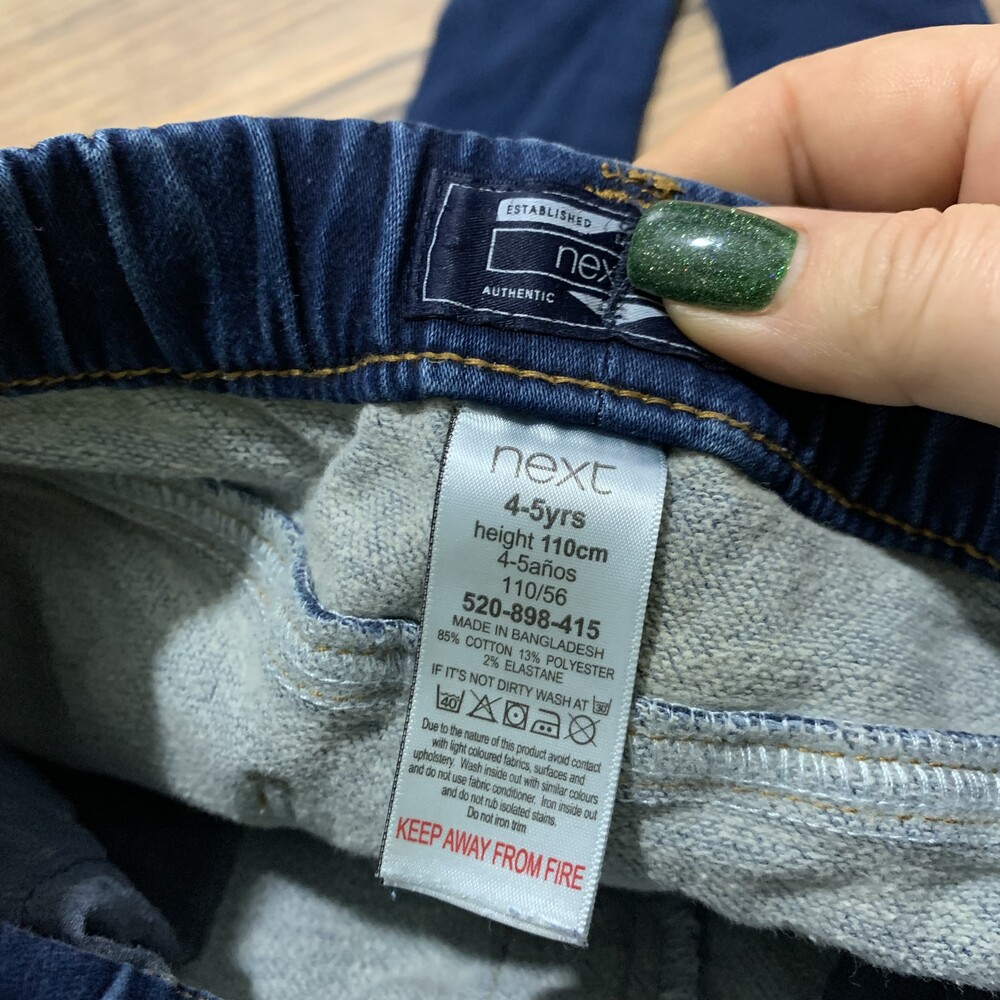 ESTABLISHED
AUTHENTIC
next
4-5yrs
height 110cm
4-5años
110/56
520-898-415
MADE IN BANGLADESH
85% COTTON 13% POLYESTER
2% ELASTANE
IF IT'S NOT DIRTY WASH AT 30°
40°
Due to the nature of this product avoid contact
with light coloured fabrics, surfaces and
upholstery. Wash inside out with similar colours
and do not use fabric conditioner. Iron inside out
and do not rub isolated stains.
Do not iron trim
KEEP AWAY FROM FIRE